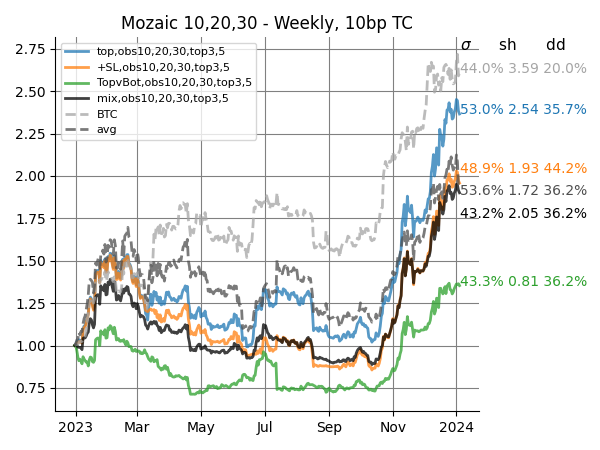 Mozaic 10,20,30 - Weekly, 10bp TC
σ sh dd
2.75
2.50
2.25
2.00
1.75
1.50
1.25
1.00
0.75
top,obs10,20,30,top3,5
+SL,obs10,20,30,top3,5
TopvBot,obs10,20,30,top3,5
mix,obs10,20,30,top3,5
BTC
avg
44.0% 3.59 20.0%
53.0% 2.54 35.7%
48.9% 1.93 44.2%
53.6% 1.72 36.2%
43.2% 2.05 36.2%
43.3% 0.81 36.2%
2023 Mar May Jul Sep Nov 2024